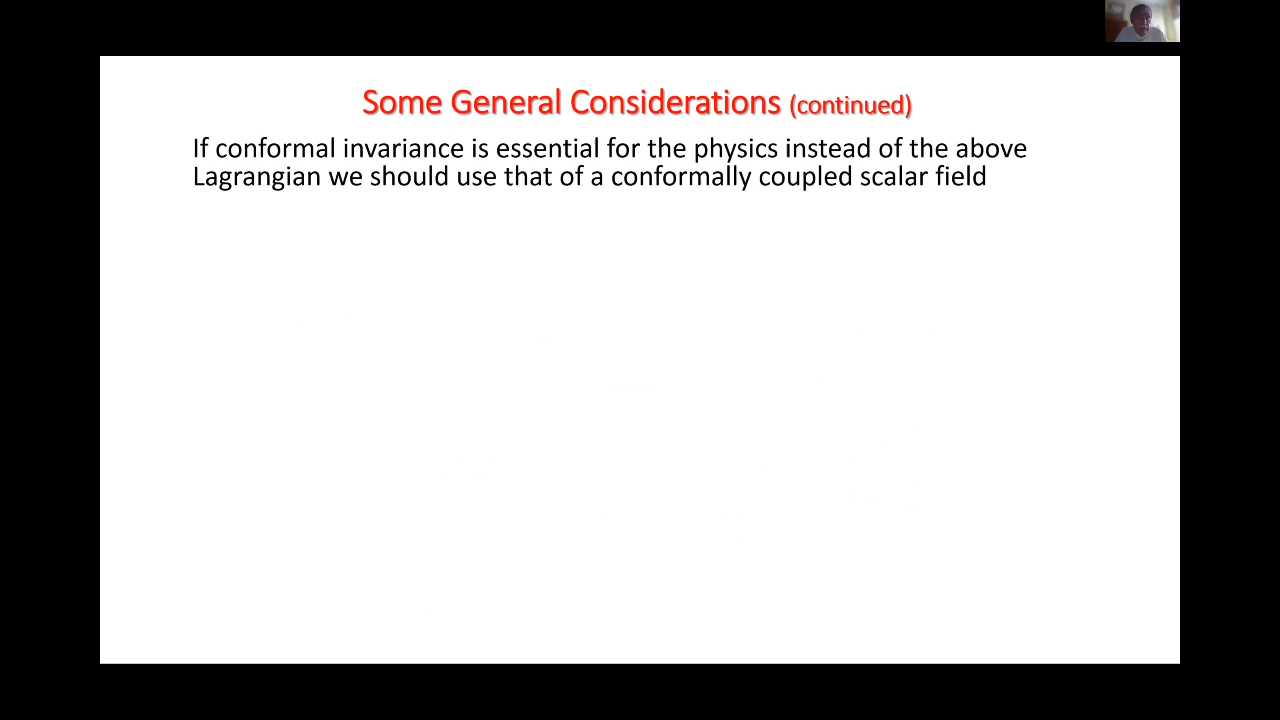 Some General Considerations (continued)
If conformal invariance is essential for the physics instead of the above
Lagrangian we should use that of a conformally coupled scalar field